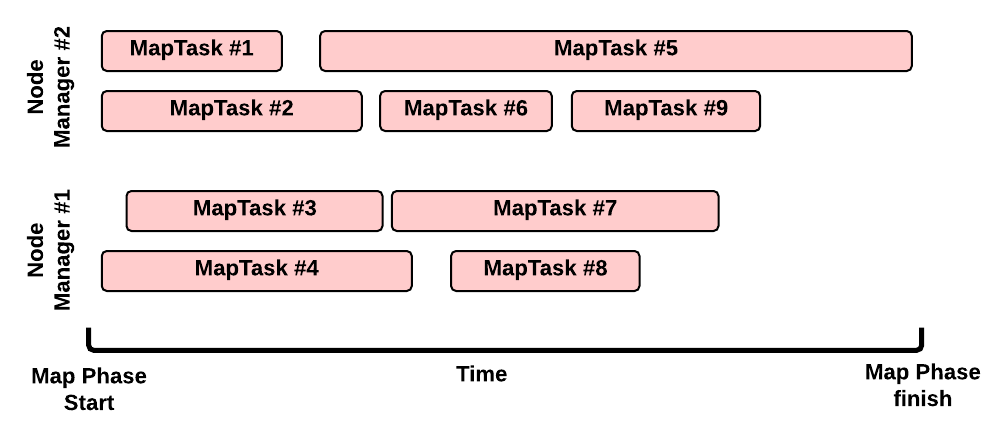 Node
Manager #2
MapTask #1
MapTask #5
MapTask #2
MapTask #6
MapTask #9
Node
Manager #1
MapTask #3
MapTask #7
MapTask #4
MapTask #8
Map Phase
Start
Time
Map Phase
finish